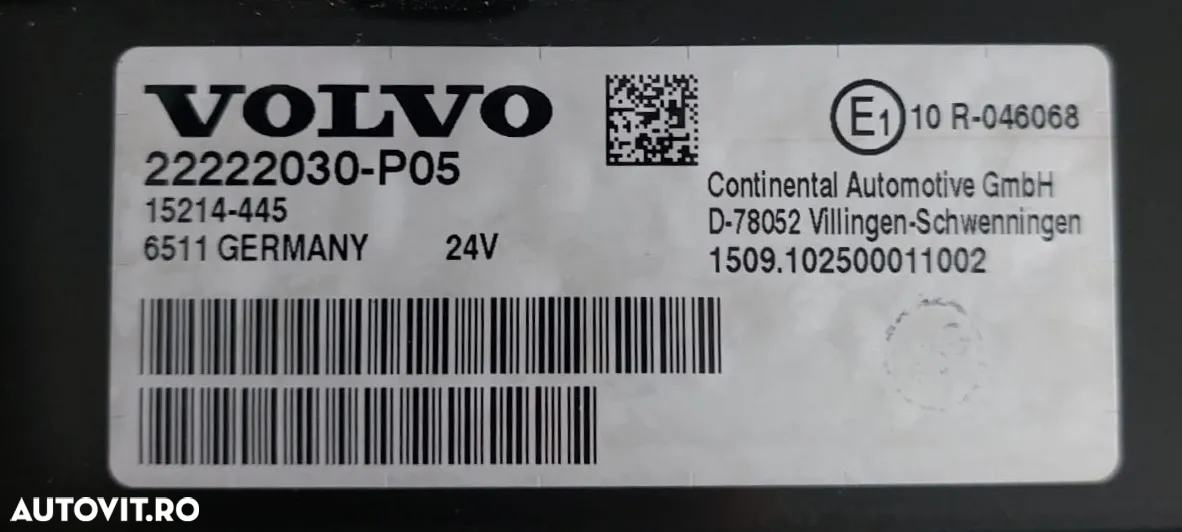 VOLVO
22222030-P05
15214-445
6511 GERMANY 24V
E1 10 R-046068
Continental Automotive GmbH
D-78052 Villingen-Schwenningen
1509.102500011002
AUTOVIT.RO